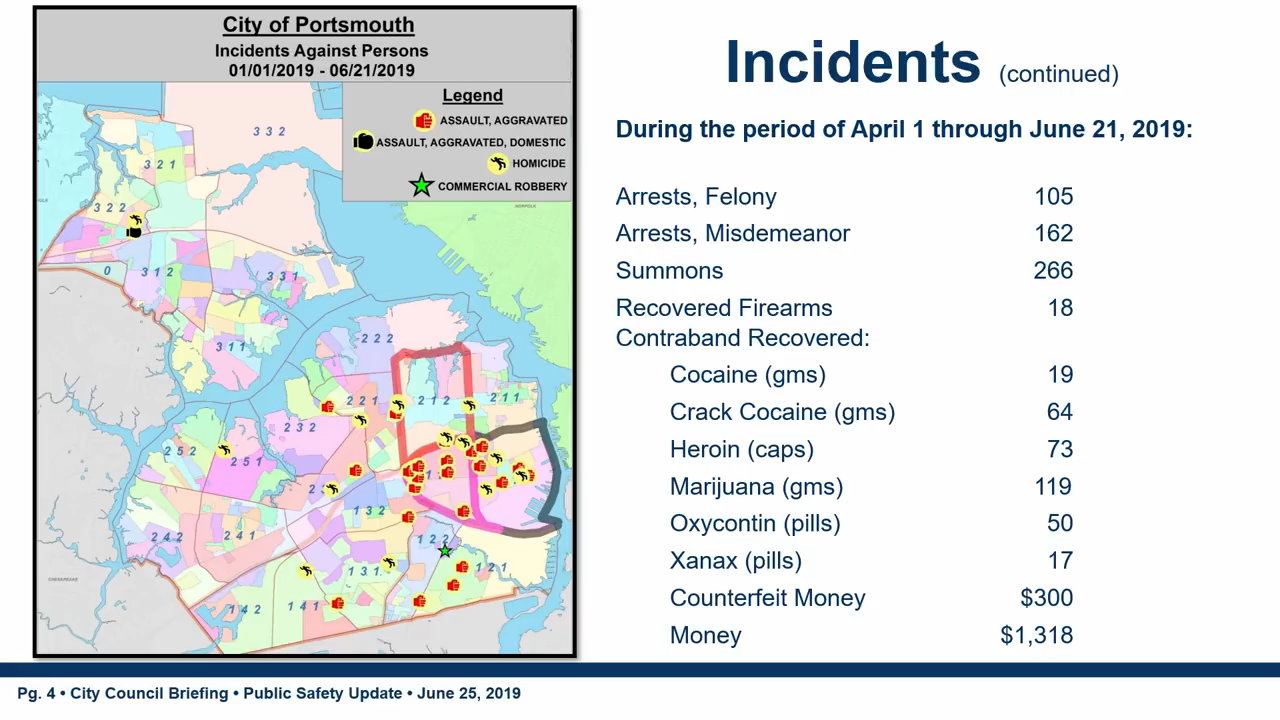 City of Portsmouth
Incidents Against Persons
01/01/2019 - 06/21/2019
Legend
ASSAULT, AGGRAVATED
ASSAULT, AGGRAVATED, DOMESTIC
HOMICIDE
COMMERCIAL ROBBERY
332
321
322
NORFOLK
0
312
331
311
222
221
212
211
232
252
251
132
242
241
122
131
121
142
141
CHESAPEAKE
Incidents (continued)
During the period of April 1 through June 21, 2019:
Arrests, Felony 105
Arrests, Misdemeanor 162
Summons 266
Recovered Firearms 18
Contraband Recovered:
Cocaine (gms) 19
Crack Cocaine (gms) 64
Heroin (caps) 73
Marijuana (gms) 119
Oxycontin (pills) 50
Xanax (pills) 17
Counterfeit Money $300
Money $1,318
Pg. 4 • City Council Briefing • Public Safety Update • June 25, 2019